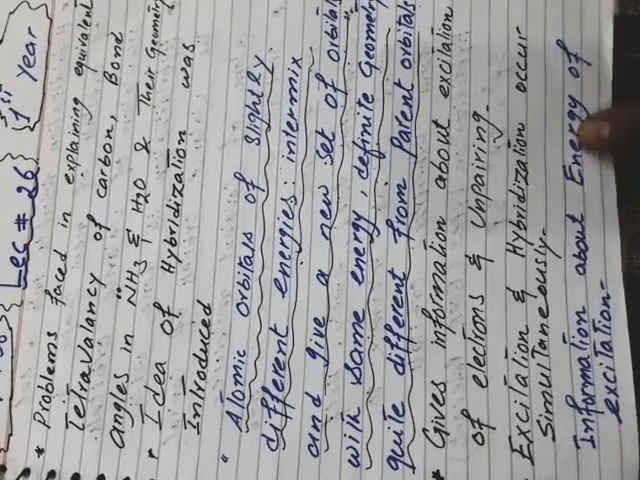 Lec # 26
1st year
* Problems faced in explaining equivalent
Tetravalancy of carbon, Bond
angles in N̈H3 & H2O & Their Geometry
* Idea of Hybridization was
Introduced
" Atomic orbitals of slightly
different energies intermix
and give a new set of orbitals
with same energy, definite Geometry
quite different from Parent orbitals
* Gives information about excitation
of electrons & Unpairing.
* Excitation & Hybridization occur
simultaneously.
Information about Energy of
excitation-